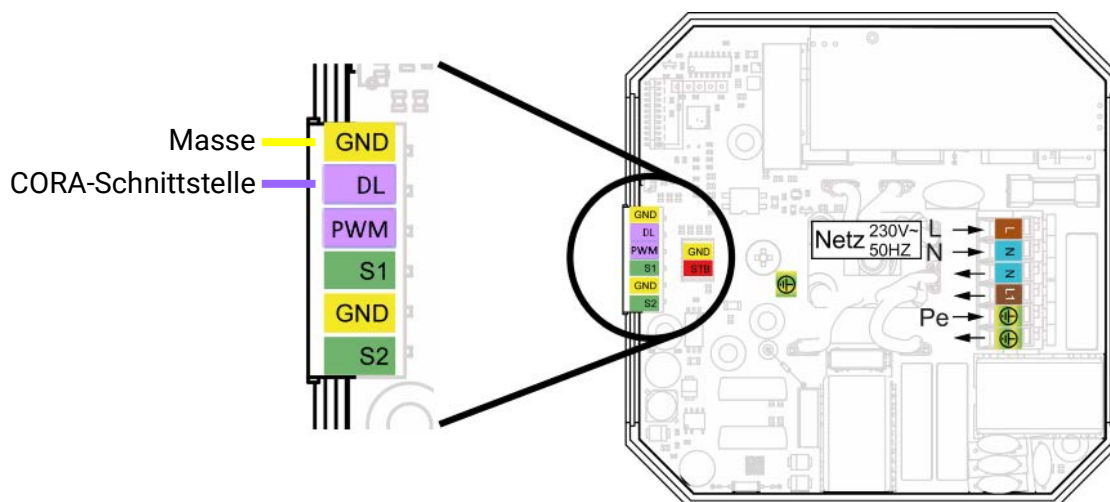 Masse
CORA-Schnittstelle
GND
DL
PWM
S1
GND
S2
GND
DL
PWM
S1
GND
S2
GND
STB
Netz 230V~
50HZ
L
N
Pe
L
N
N
L1